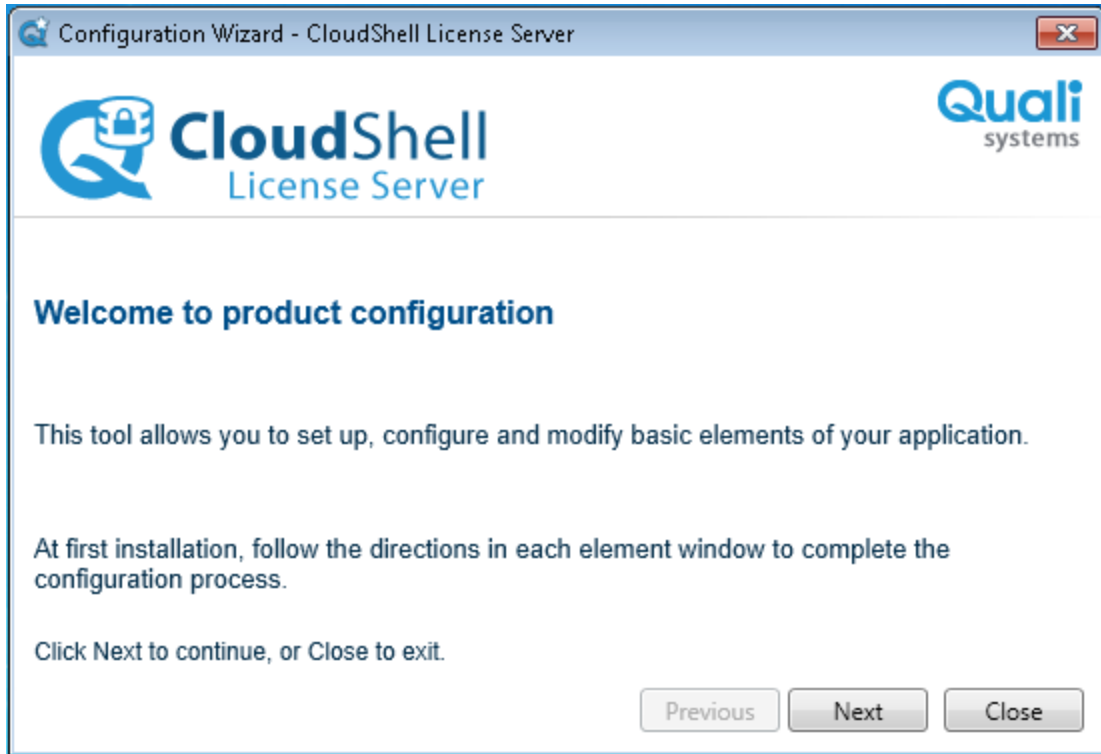 Configuration Wizard - CloudShell License Server
CloudShell
License Server
Quali
systems
Welcome to product configuration
This tool allows you to set up, configure and modify basic elements of your application.
At first installation, follow the directions in each element window to complete the
configuration process.
Click Next to continue, or Close to exit.
Previous Next Close